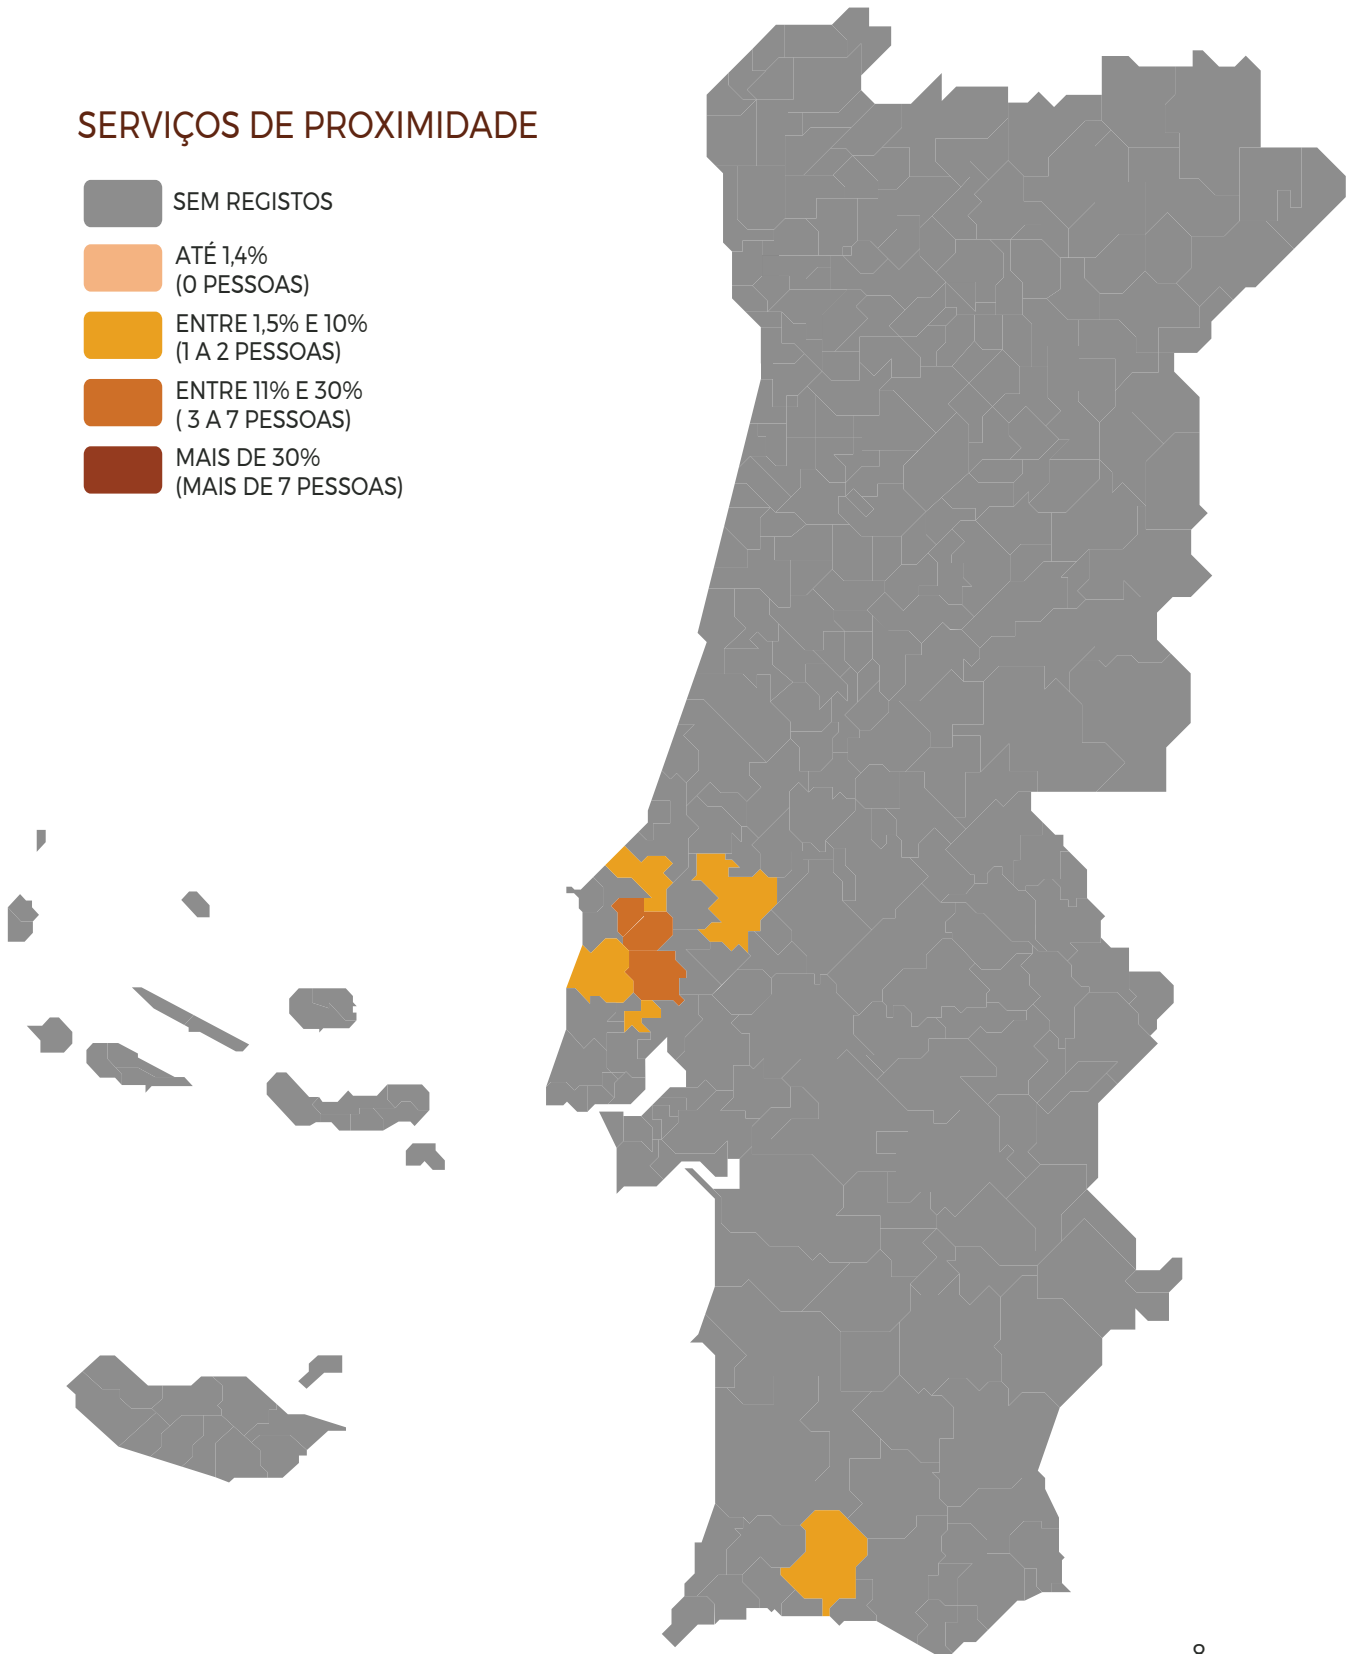 SERVIÇOS DE PROXIMIDADE
SEM REGISTOS
ATÉ 1,4%
(0 PESSOAS)
ENTRE 1,5% E 10%
(1 A 2 PESSOAS)
ENTRE 11% E 30%
( 3 A 7 PESSOAS)
MAIS DE 30%
(MAIS DE 7 PESSOAS)